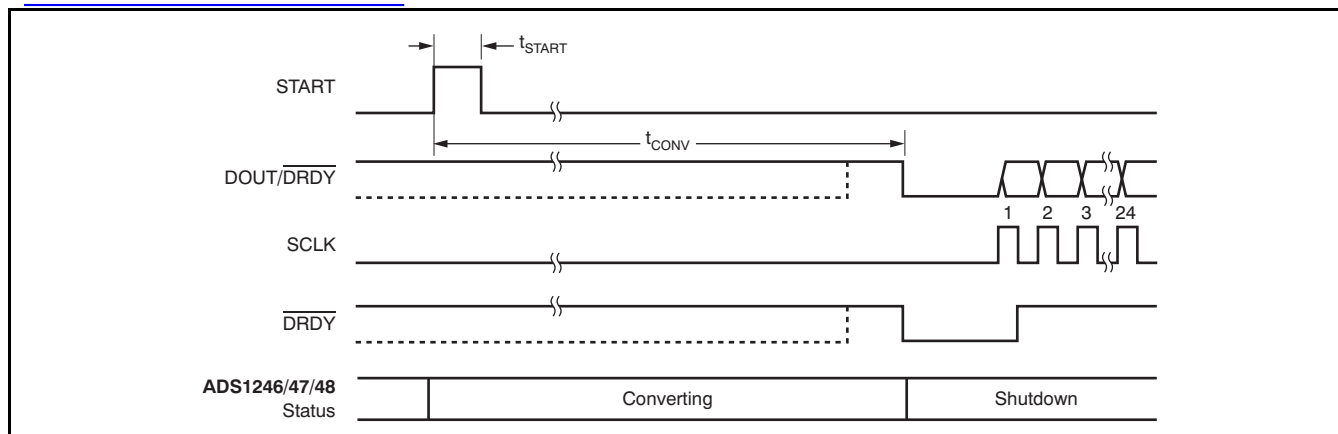 tSTART
START
tCONV
DOUT/DRDY
1 2 3 24
SCLK
DRDY
ADS1246/47/48
Status
Converting
Shutdown